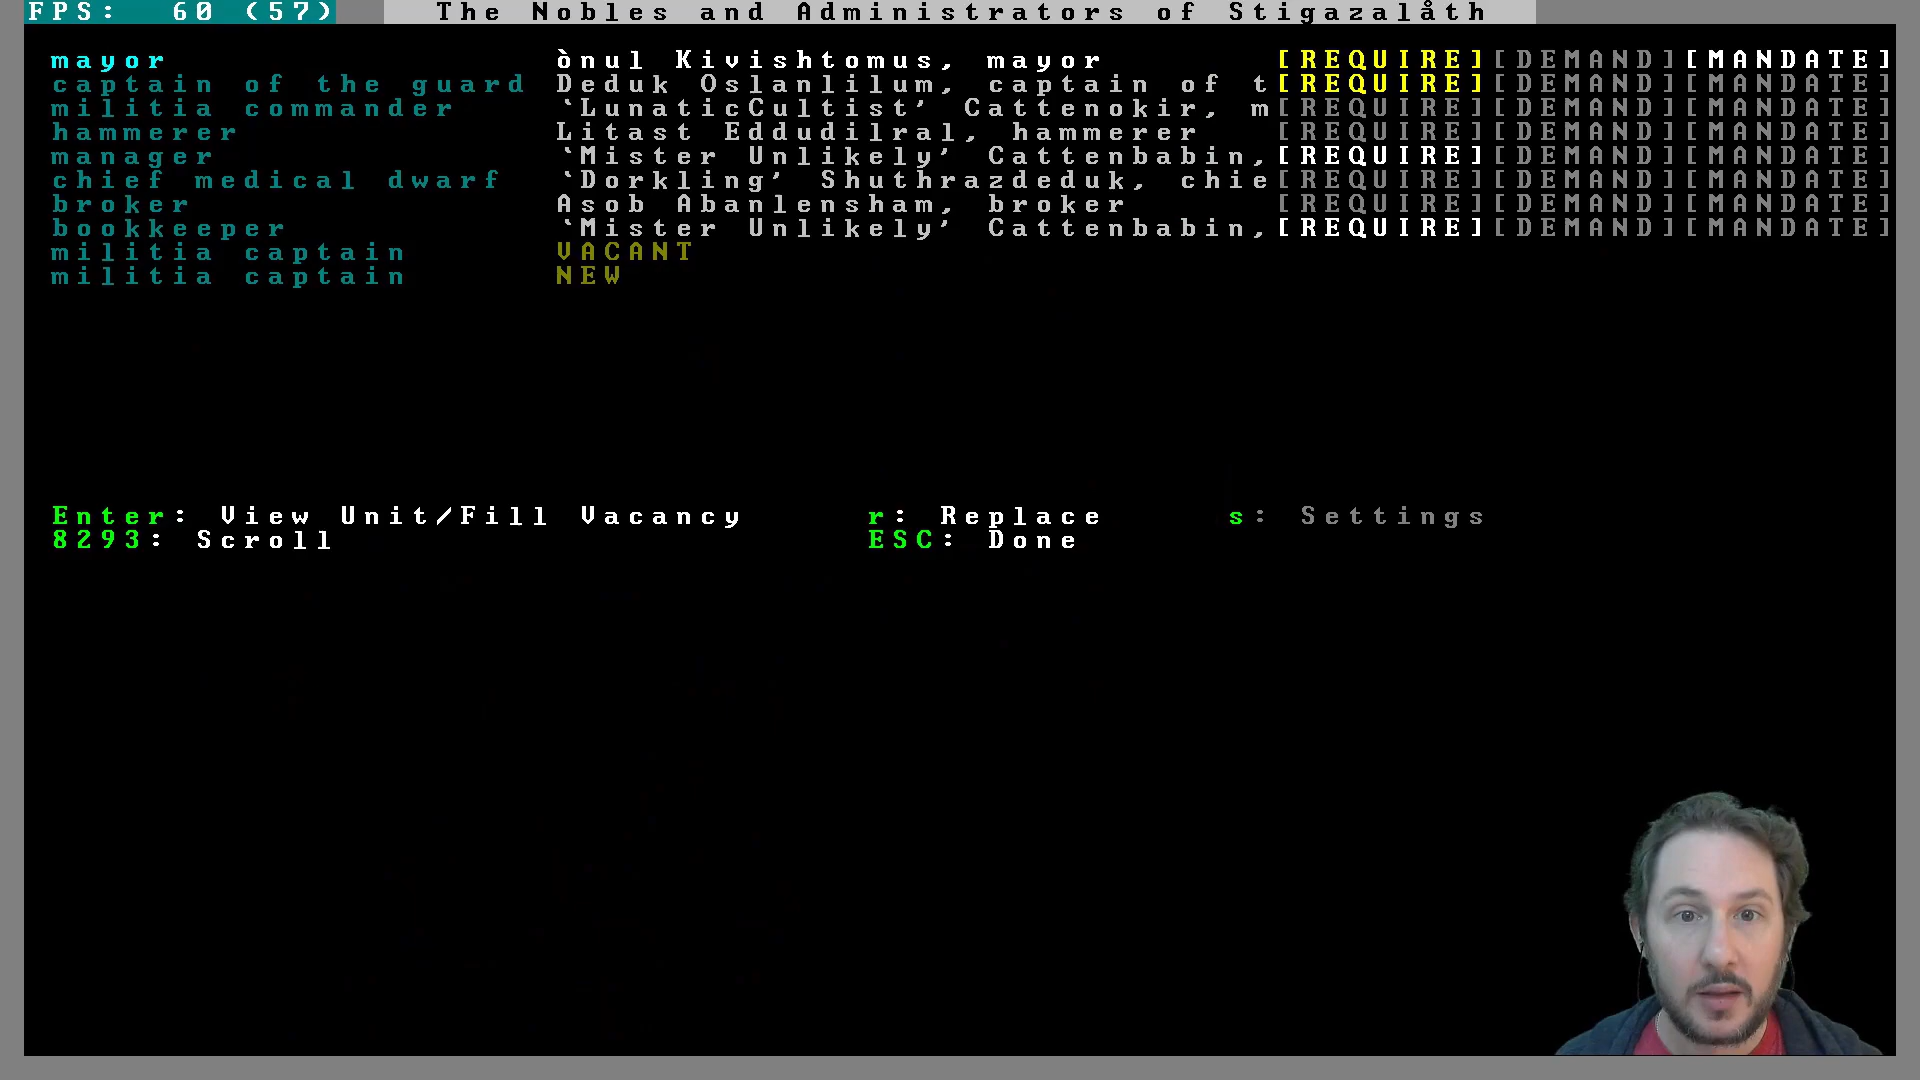 FPS: 60 (57) The Nobles and Administrators of Stigazalåth
mayor ònul Kivishtomus, mayor [REQUIRE][DEMAND][MANDATE]
captain of the guard Deduk Oslanlilum, captain of t[REQUIRE][DEMAND][MANDATE]
militia commander `LunaticCultist' Cattenokir, m[REQUIRE][DEMAND][MANDATE]
hammerer Litast Eddudilral, hammerer [REQUIRE][DEMAND][MANDATE]
manager `Mister Unlikely' Cattenbabin,[REQUIRE][DEMAND][MANDATE]
chief medical dwarf `Dorkling' Shuthrazdeduk, chie[REQUIRE][DEMAND][MANDATE]
broker Asob Abanlensham, broker [REQUIRE][DEMAND][MANDATE]
bookkeeper `Mister Unlikely' Cattenbabin,[REQUIRE][DEMAND][MANDATE]
militia captain VACANT
militia captain NEW
Enter: View Unit/Fill Vacancy r: Replace s: Settings
8293: Scroll ESC: Done